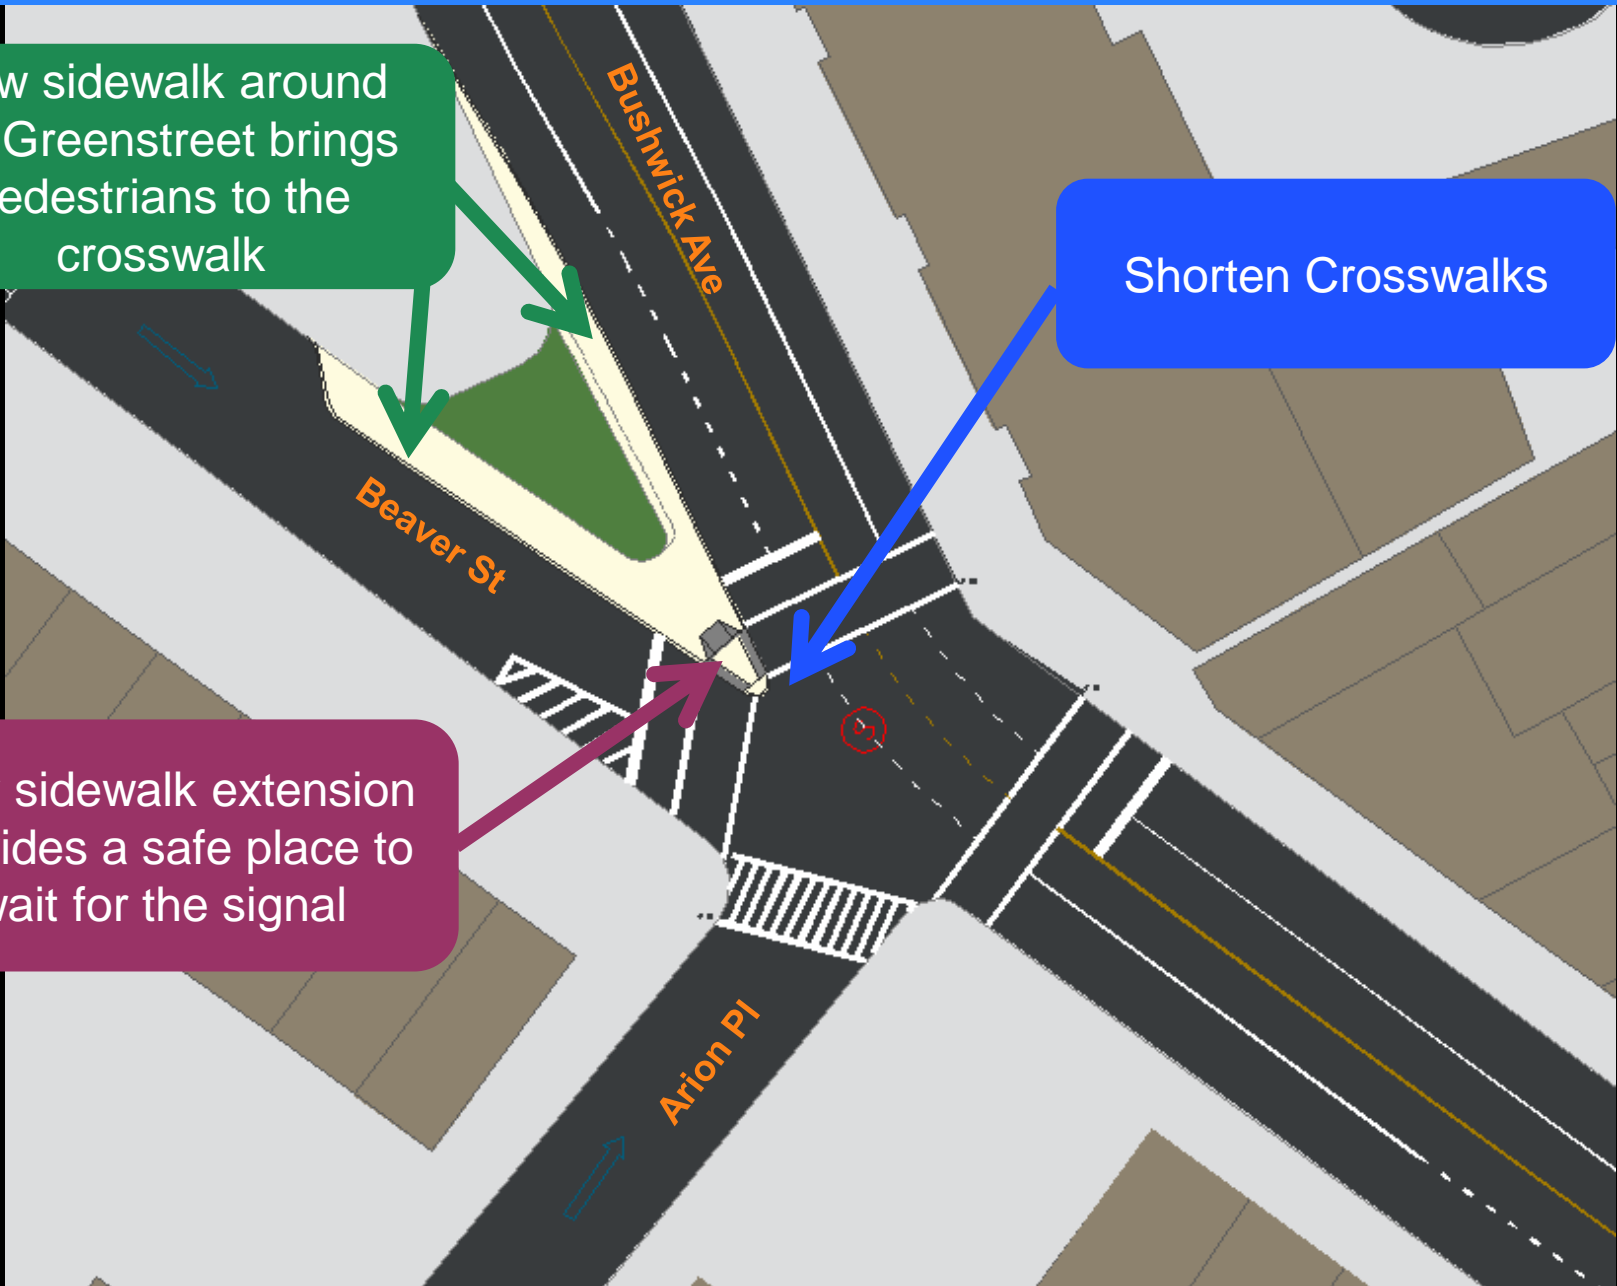 w sidewalk around
Greenstreet brings
edestrians to the
crosswalk
Bushwick Ave
Shorten Crosswalks
Beaver St
sidewalk extension
ides a safe place to
ait for the signal
Arion Pl
S